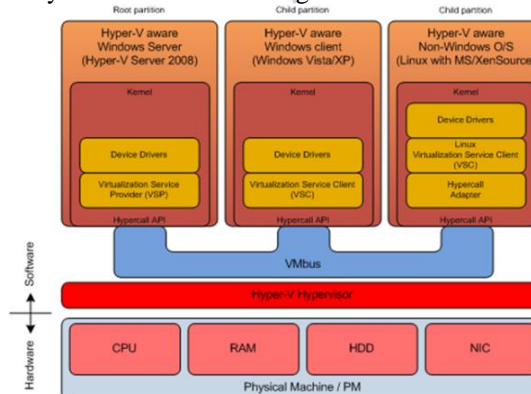 Root partition
Child partition
Child partition
Hyper-V aware
Windows Server
(Hyper-V Server 2008)
Hyper-V aware
Windows client
(Windows Vista/XP)
Hyper-V aware
Non-Windows O/S
(Linux with MS/XenSource
Kernel
Kernel
Kernel
Device Drivers
Virtualization Service
Provider (VSP)
Device Drivers
Virtualization Service Client
(VSC)
Device Drivers
Linux
Virtualization Service Client
(VSC)
Hypercall
Adapter
Hypercall API
Hypercall API
Hypercall API
VMbus
Software
Hyper-V Hypervisor
Hardware
CPU
RAM
HDD
NIC
Physical Machine / PM